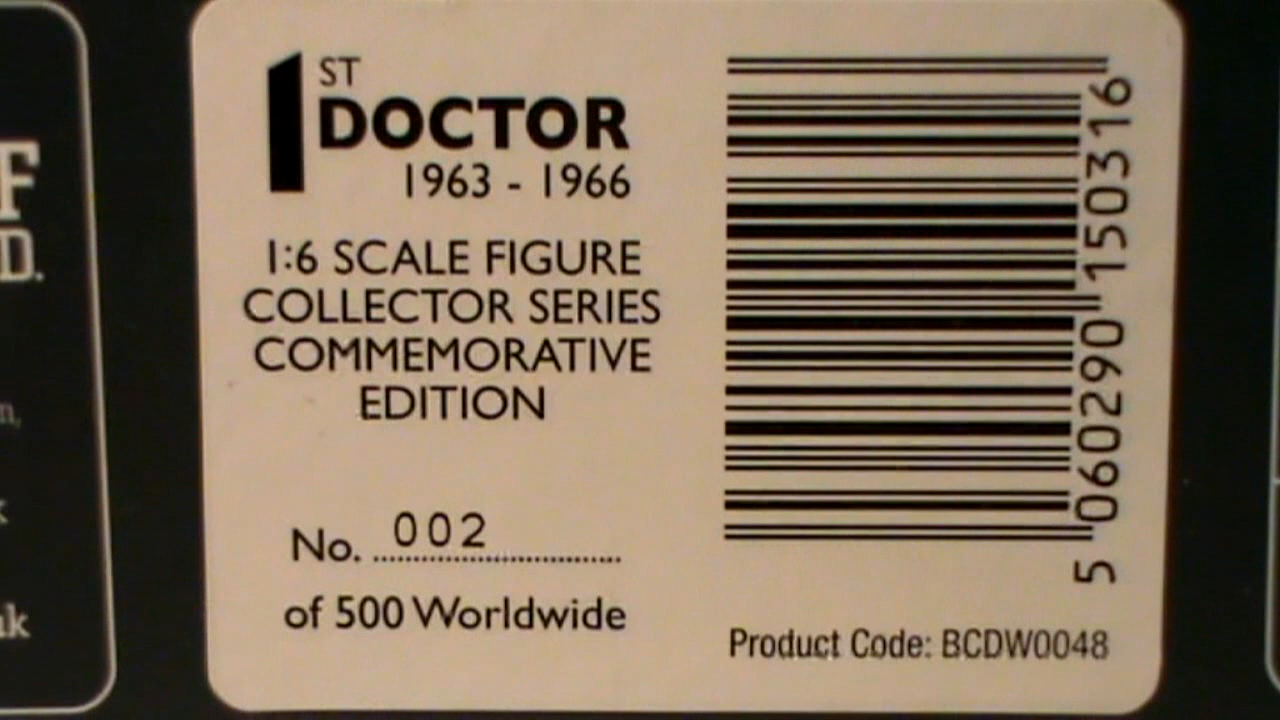 1ST
DOCTOR
1963 - 1966
1:6 SCALE FIGURE
COLLECTOR SERIES
COMMEMORATIVE
EDITION
No. 002
of 500 Worldwide
5 060290 150316
Product Code: BCDW0048